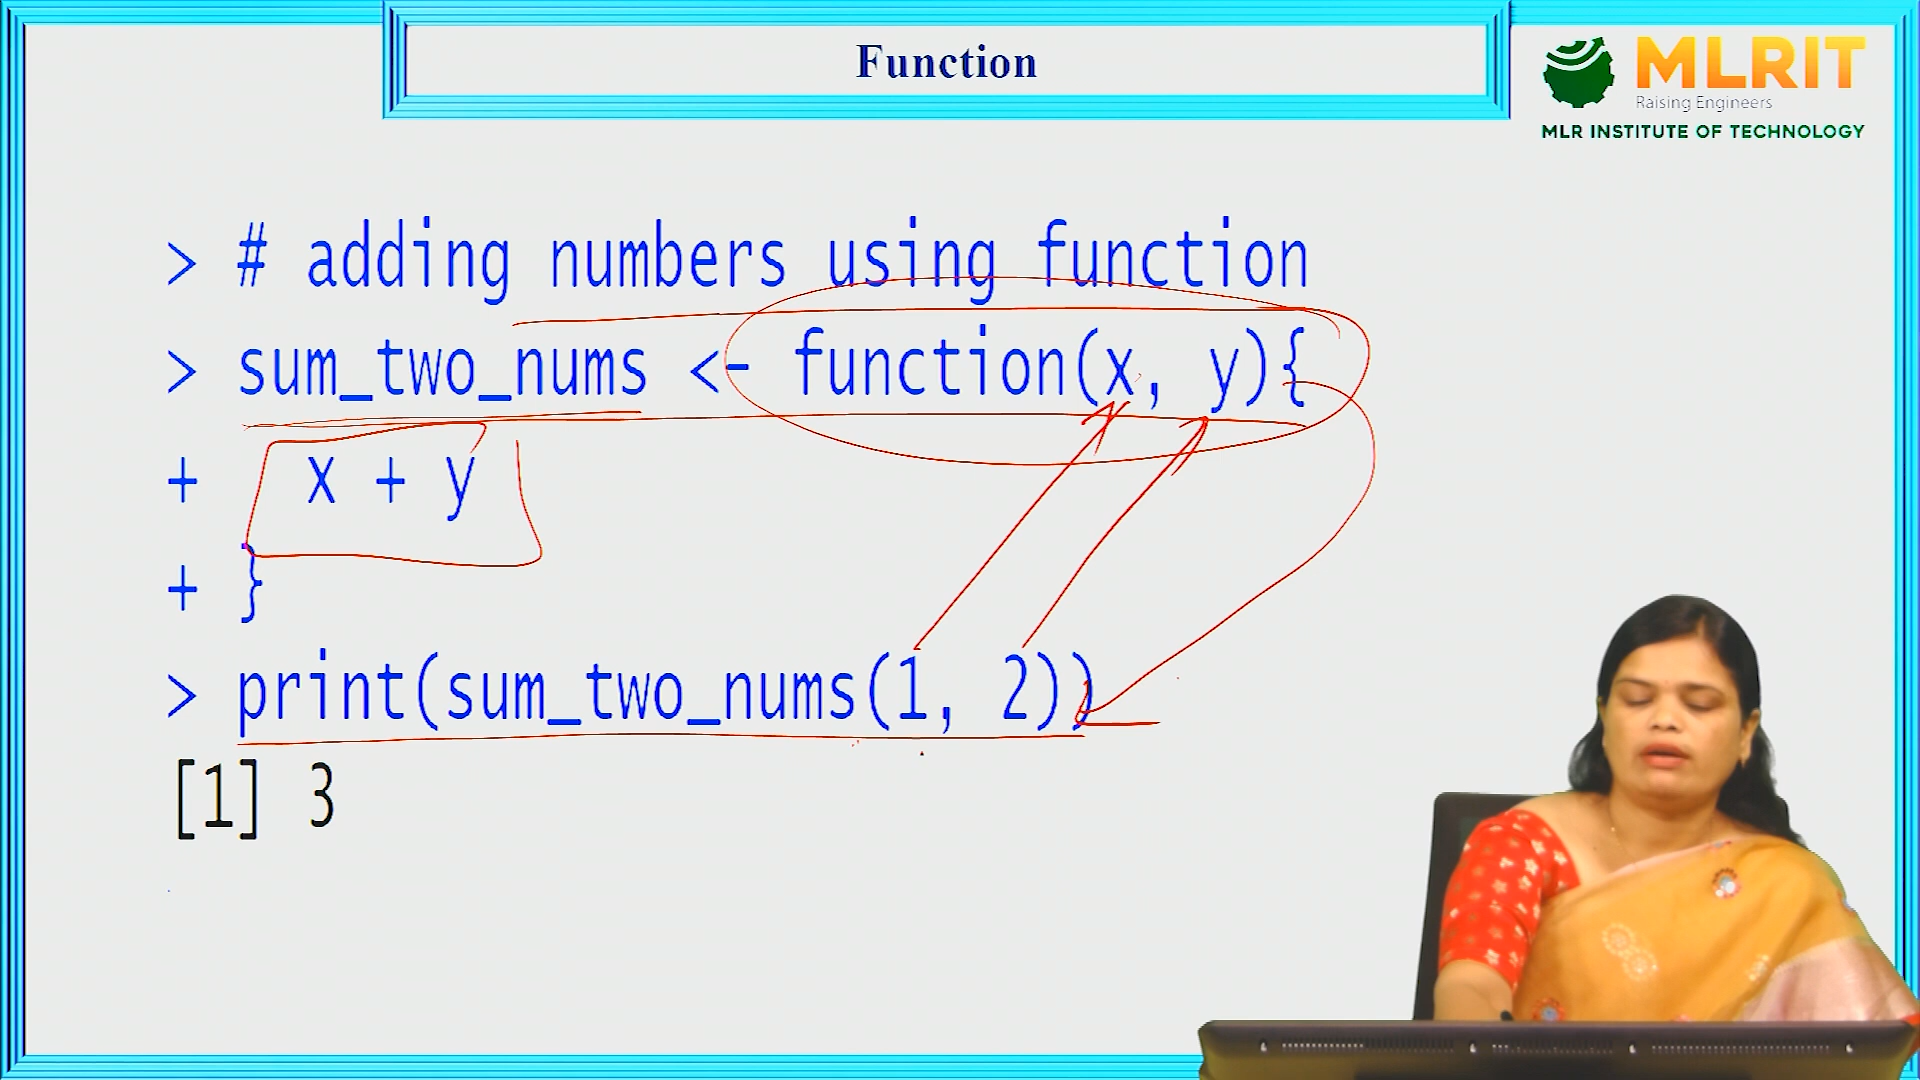 Function
MLRIT
Raising Engineers
MLR INSTITUTE OF TECHNOLOGY
> # adding numbers using function
> sum_two_nums <- function(x, y){
+ x + y
+ }
> print(sum_two_nums(1, 2))
[1] 3